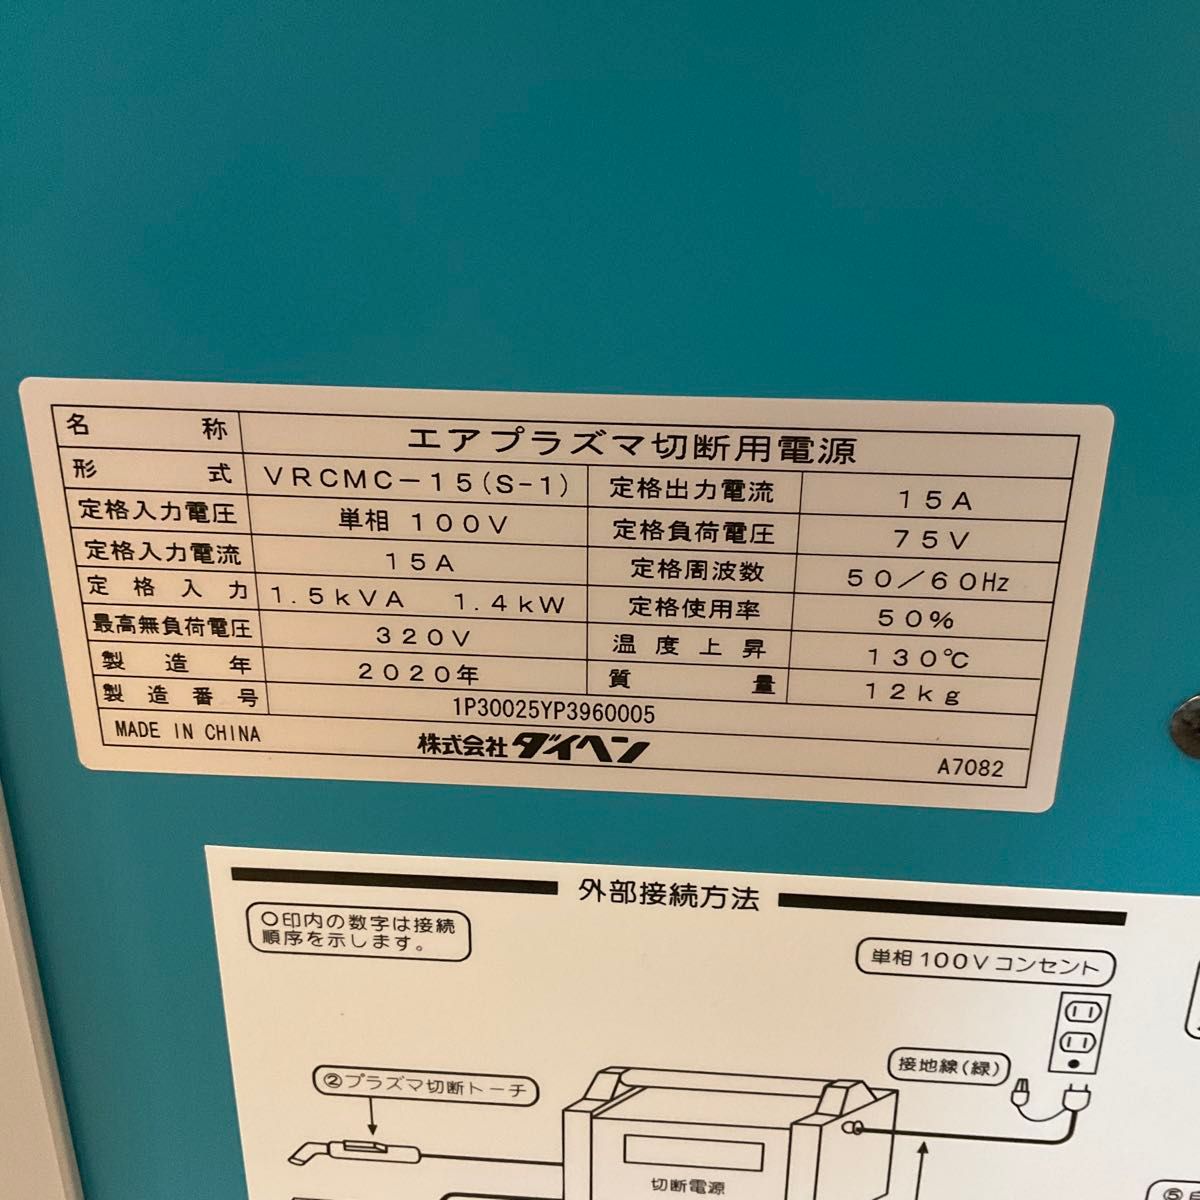 名称 エアプラズマ切断用電源
形式 VRCMC-15(S-1) 定格出力電流 15A
定格入力電圧 単相 100V 定格負荷電圧 75V
定格入力電流 15A 定格周波数 50/60Hz
定格入力 1.5kVA 1.4kW 定格使用率 50%
最高無負荷電圧 320V 温度上昇 130℃
製造年 2020年 質量 12kg
製造番号 1P30025YP3960005
MADE IN CHINA 株式会社ダイヘン A7082
外部接続方法
○印内の数字は接続
順序を示します。
単相100Vコンセント
接地線(緑)
②プラズマ切断トーチ
切断電源